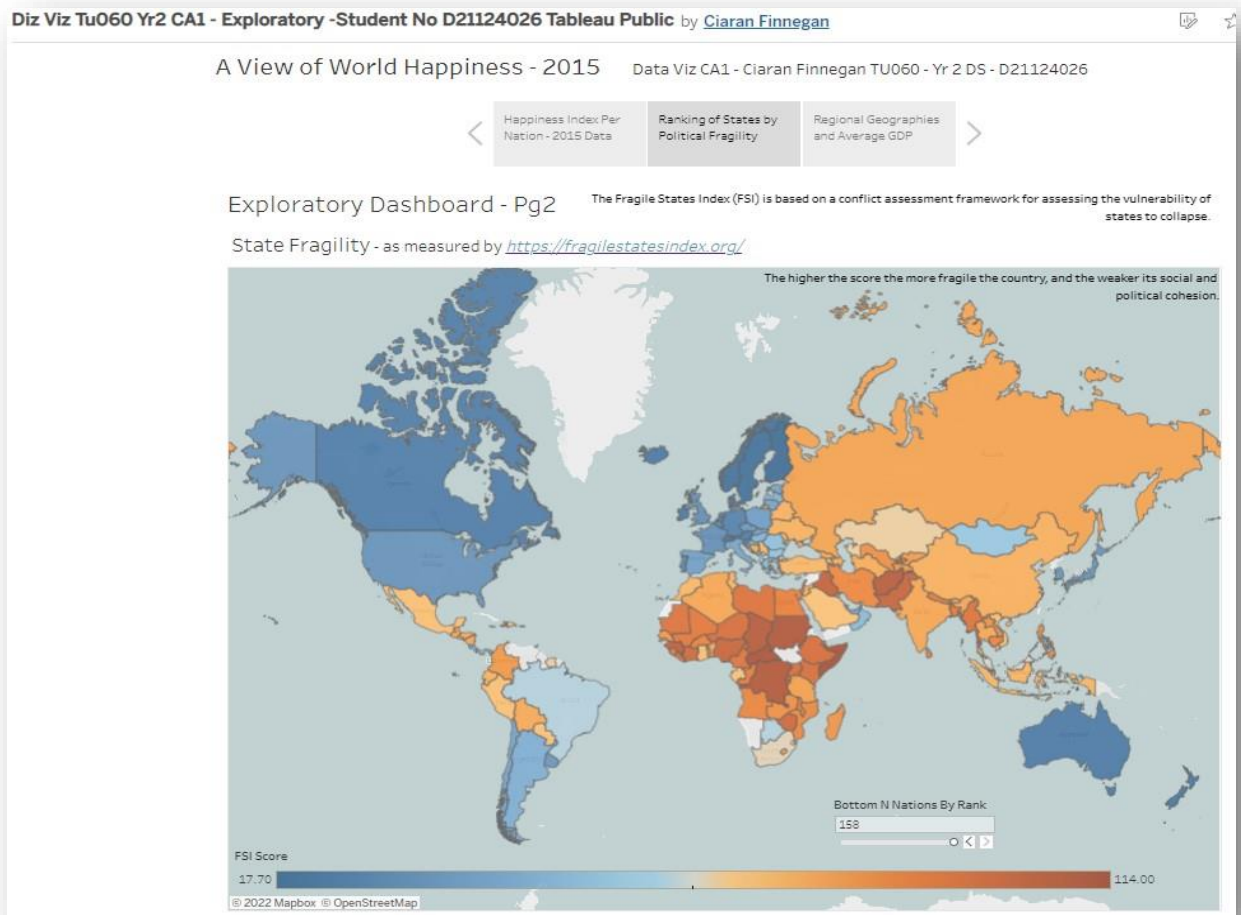 Diz Viz Tu060 Yr2 CA1 - Exploratory -Student No D21124026 Tableau Public by Ciaran Finnegan
A View of World Happiness - 2015 Data Viz CA1 - Ciaran Finnegan TU060 - Yr 2 DS - D21124026
Happiness Index Per
Nation - 2015 Data
Ranking of States by
Political Fragility
Regional Geographies
and Average GDP
Exploratory Dashboard - Pg2
The Fragile States Index (FSI) is based on a conflict assessment framework for assessing the vulnerability of
states to collapse.
State Fragility - as measured by https://fragilestatesindex.org/
The higher the score the more fragile the country, and the weaker its social and
political cohesion.
Bottom N Nations By Rank
158
FSI Score
17.70
114.00
© 2022 Mapbox © OpenStreetMap